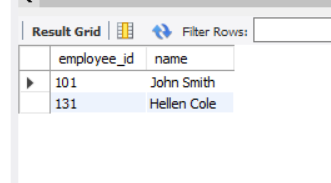 Result Grid Filter Rows:
employee_id name
101 John Smith
131 Hellen Cole